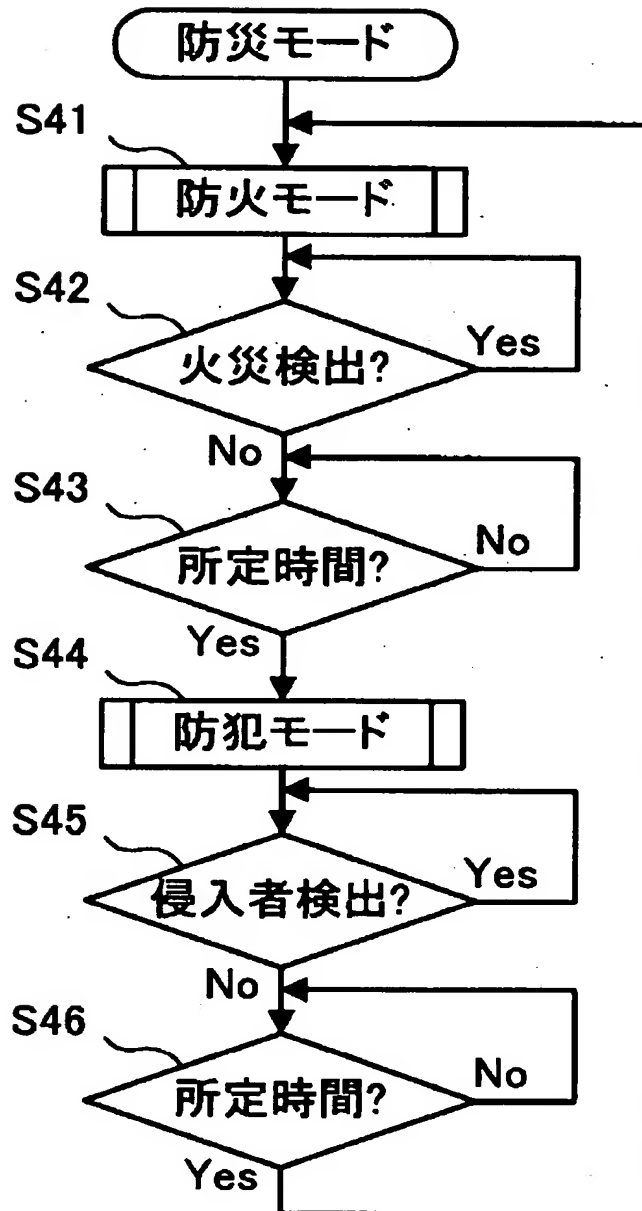 防災モード
S41
防火モード
S42
火災検出?
Yes
No
S43
所定時間?
No
Yes
S44
防犯モード
S45
侵入者検出?
Yes
No
S46
所定時間?
No
Yes